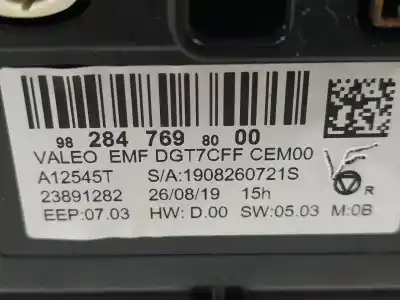 98 284 769 80 00
VALEO EMF DGT7CFF CEM00
A12545T S/A:1908260721S
23891282 26/08/19 15h
EEP:07.03 HW: D.00 SW:05.03 M:0B
R